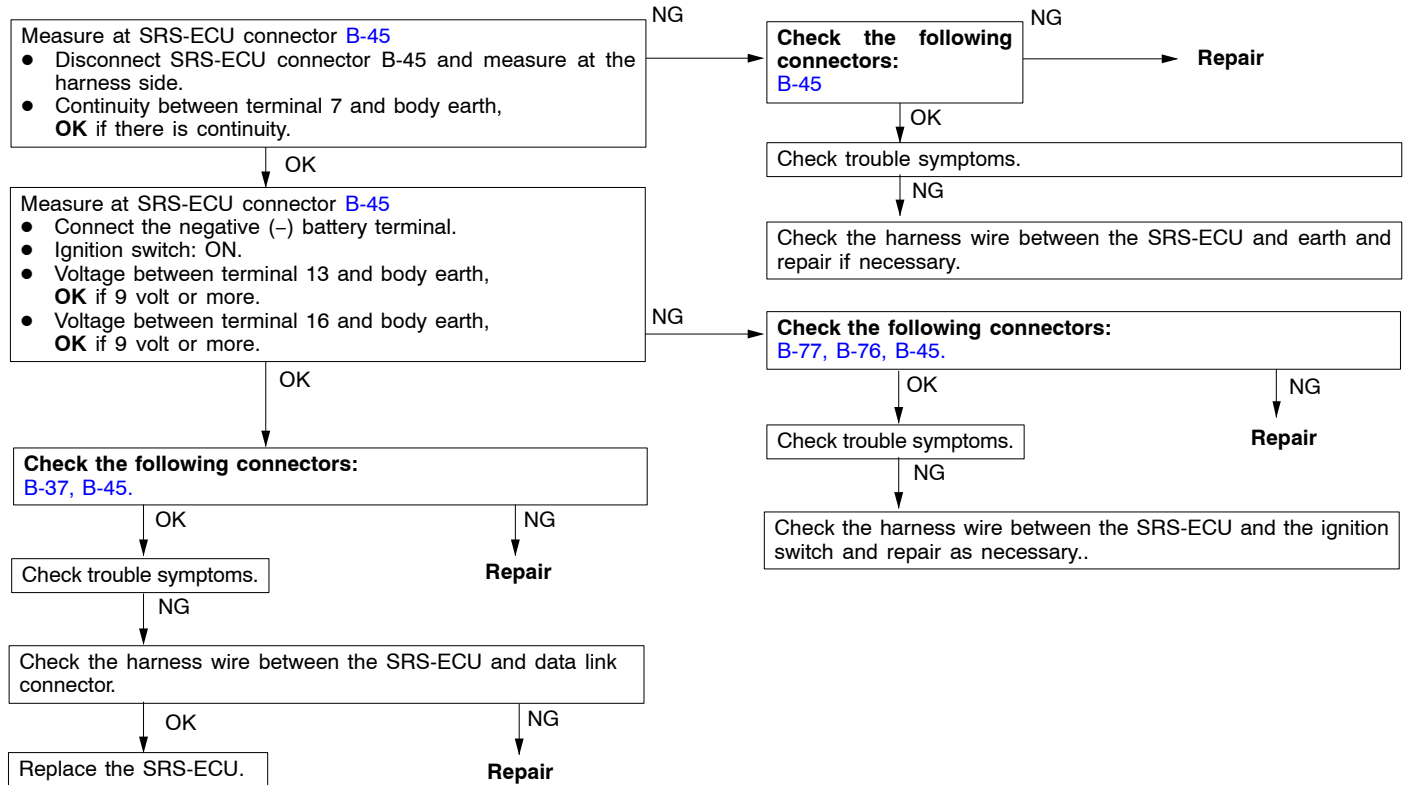 Measure at SRS-ECU connector B-45
● Disconnect SRS-ECU connector B-45 and measure at the
harness side.
● Continuity between terminal 7 and body earth,
OK if there is continuity.
NG
Check the following
connectors:
B-45
NG
Repair
OK
Check trouble symptoms.
NG
Check the harness wire between the SRS-ECU and earth and
repair if necessary.
OK
Measure at SRS-ECU connector B-45
● Connect the negative (–) battery terminal.
● Ignition switch: ON.
● Voltage between terminal 13 and body earth,
OK if 9 volt or more.
● Voltage between terminal 16 and body earth,
OK if 9 volt or more.
NG
Check the following connectors:
B-77, B-76, B-45.
OK
NG
Check trouble symptoms.
Repair
NG
Check the harness wire between the SRS-ECU and the ignition
switch and repair as necessary..
OK
Check the following connectors:
B-37, B-45.
OK
NG
Check trouble symptoms.
Repair
NG
Check the harness wire between the SRS-ECU and data link
connector.
OK
NG
Replace the SRS-ECU.
Repair